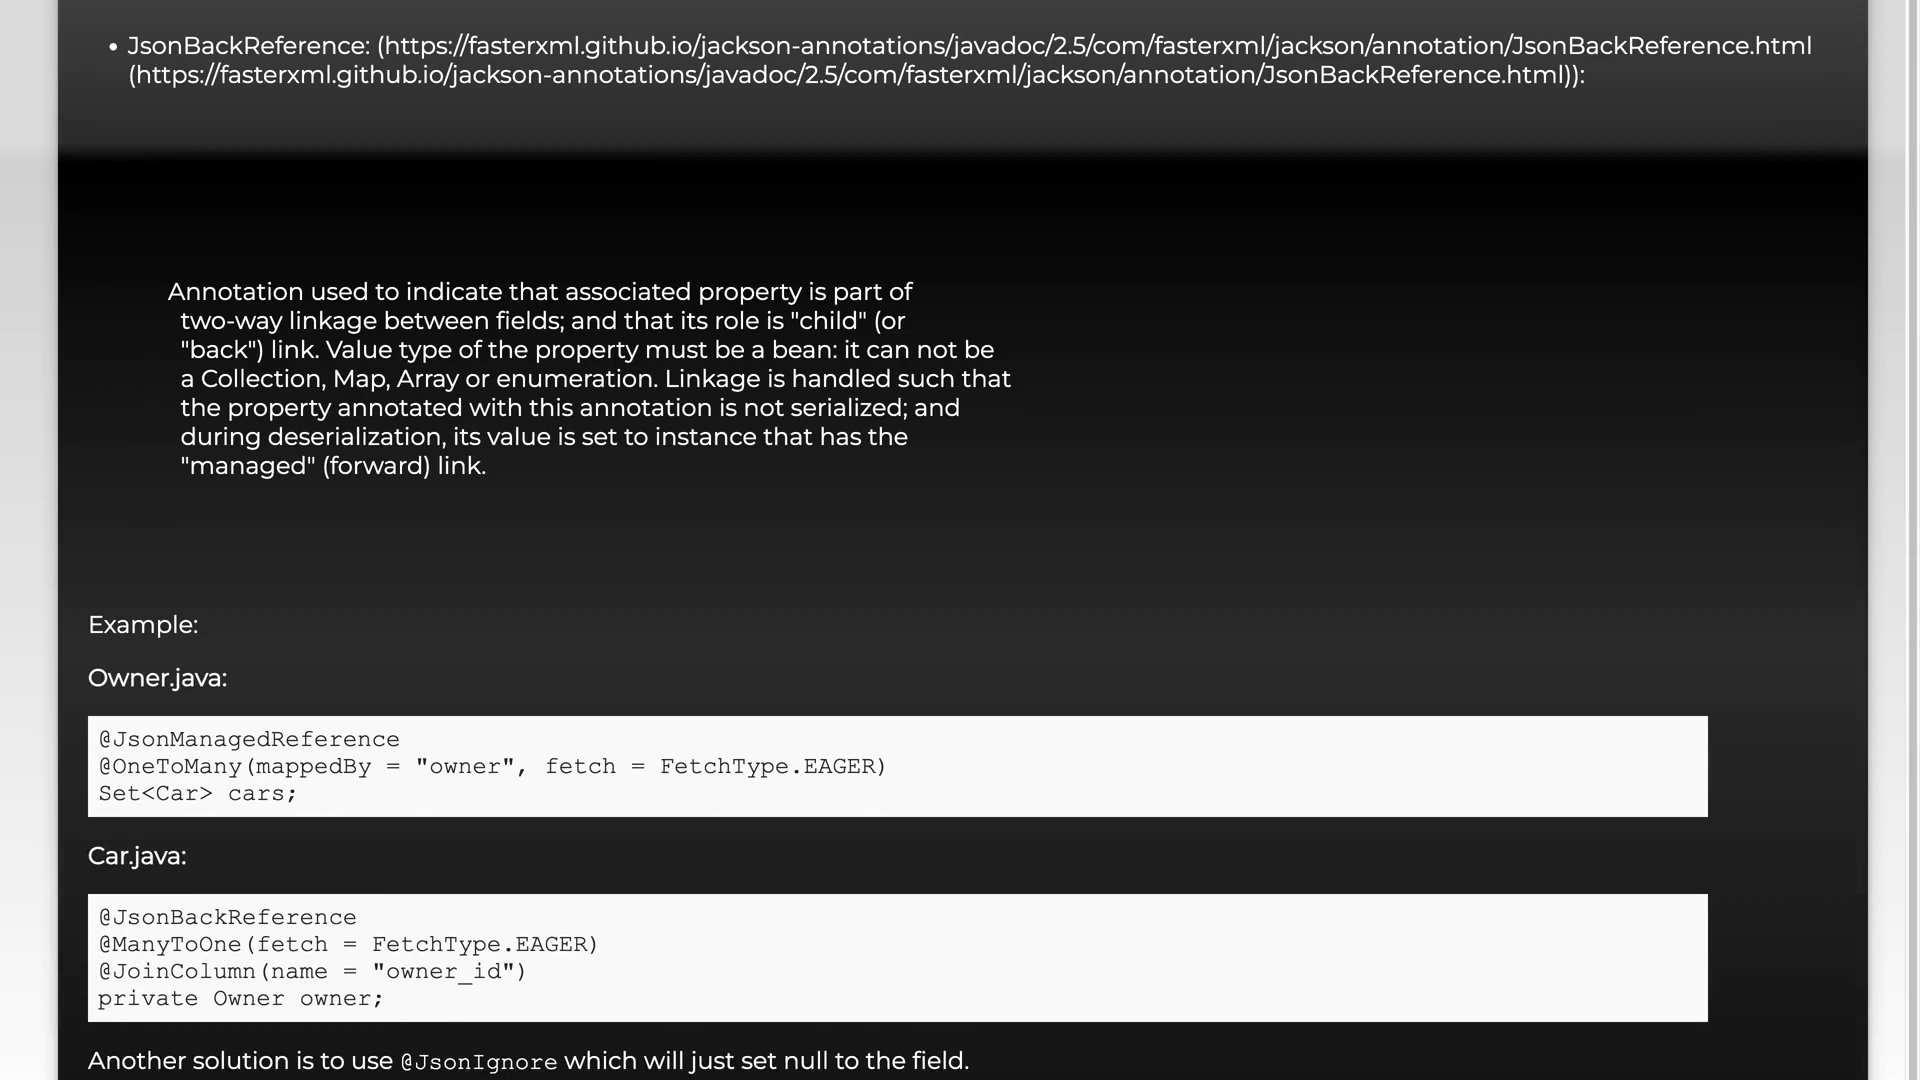 • JsonBackReference: (https://fasterxml.github.io/jackson-annotations/javadoc/2.5/com/fasterxml/jackson/annotation/JsonBackReference.html
(https://fasterxml.github.io/jackson-annotations/javadoc/2.5/com/fasterxml/jackson/annotation/JsonBackReference.html)):
Annotation used to indicate that associated property is part of
two-way linkage between fields; and that its role is "child" (or
"back") link. Value type of the property must be a bean: it can not be
a Collection, Map, Array or enumeration. Linkage is handled such that
the property annotated with this annotation is not serialized; and
during deserialization, its value is set to instance that has the
"managed" (forward) link.
Example:
Owner.java:
@JsonManagedReference
@OneToMany(mappedBy = "owner", fetch = FetchType.EAGER)
Set<Car> cars;
Car.java:
@JsonBackReference
@ManyToOne(fetch = FetchType.EAGER)
@JoinColumn(name = "owner_id")
private Owner owner;
Another solution is to use @JsonIgnore which will just set null to the field.